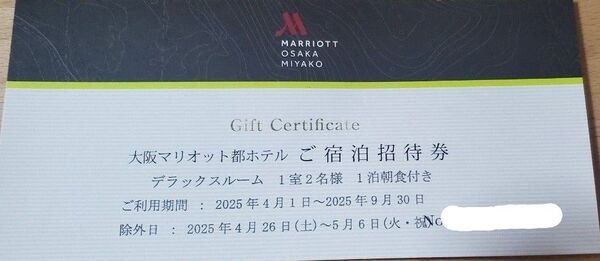 MARRIOTT
OSAKA
MIYAKO
Gift Certificate
大阪マリオット都ホテル ご宿泊招待券
デラックスルーム 1室2名様 1泊朝食付き
ご利用期間 : 2025年4月1日～2025年9月30日
除外日 : 2025年4月26日(土)～5月6日(火・祝) No